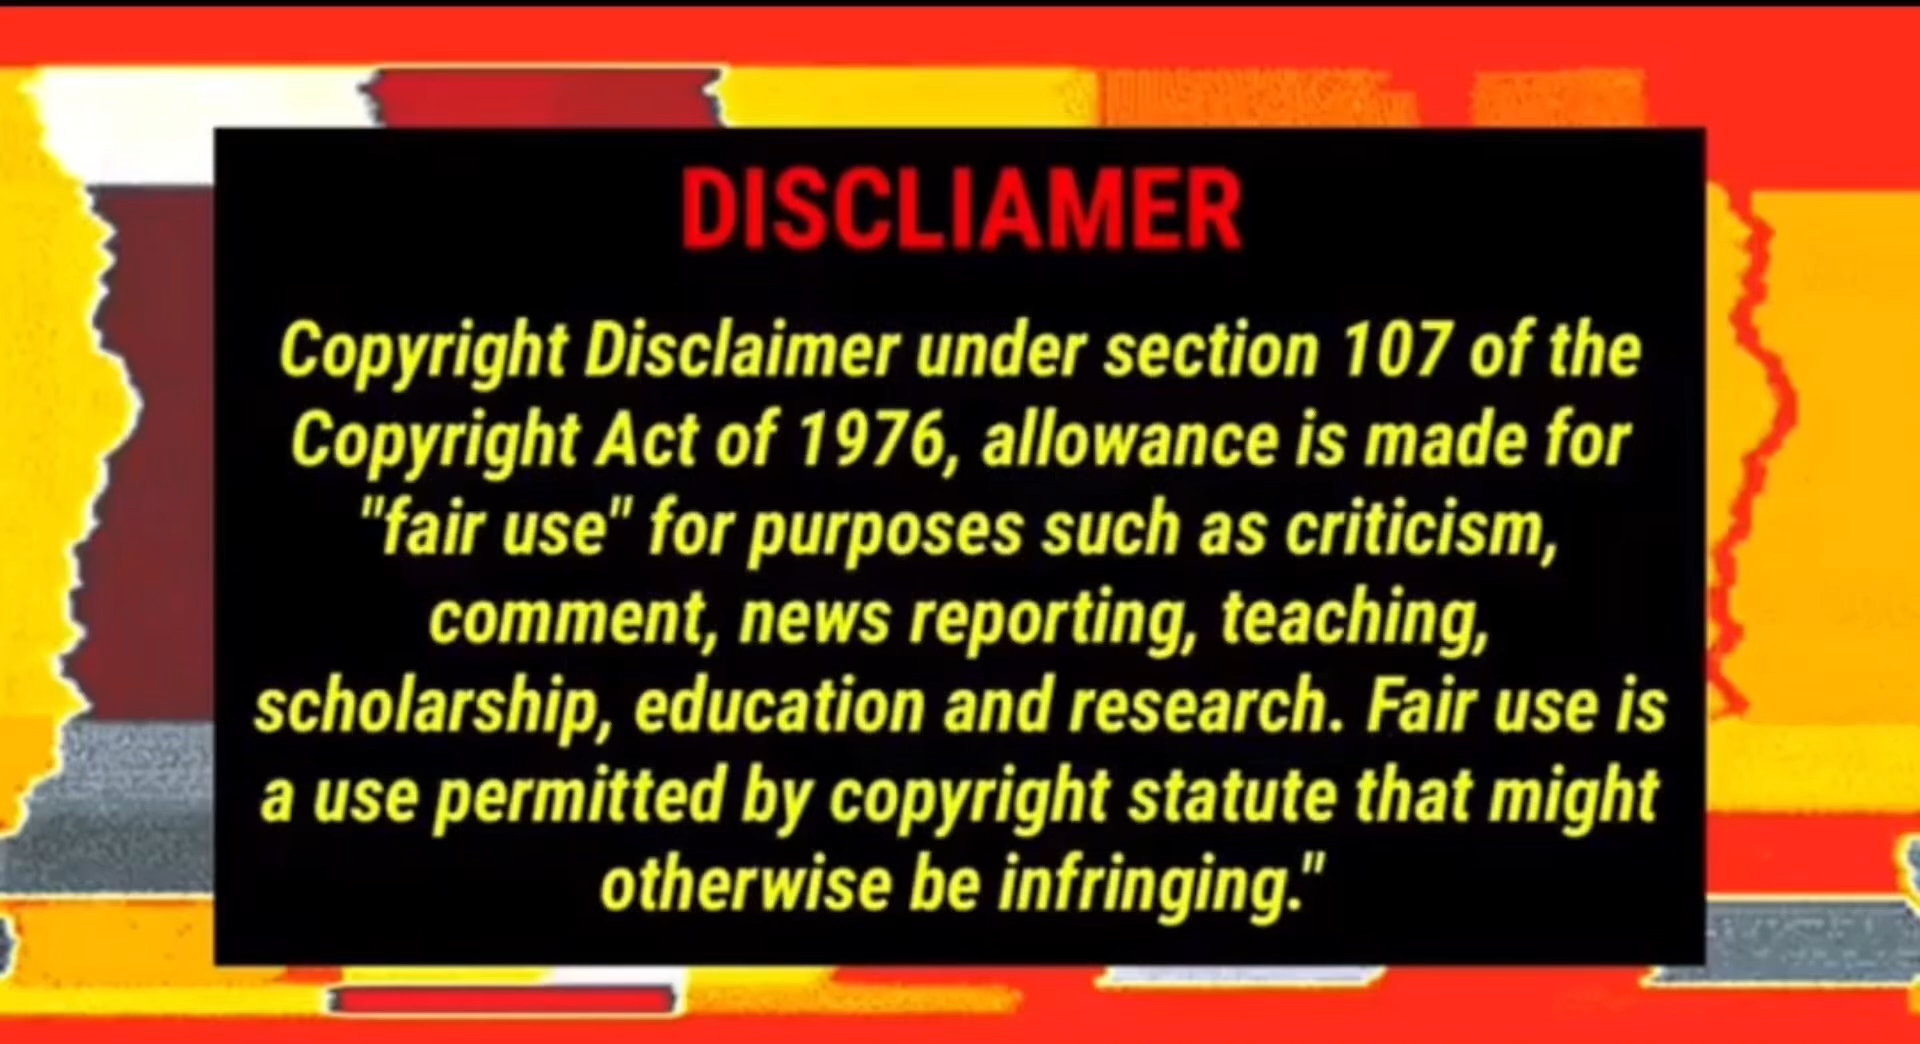 DISCLIAMER
Copyright Disclaimer under section 107 of the
Copyright Act of 1976, allowance is made for
"fair use" for purposes such as criticism,
comment, news reporting, teaching,
scholarship, education and research. Fair use is
a use permitted by copyright statute that might
otherwise be infringing."